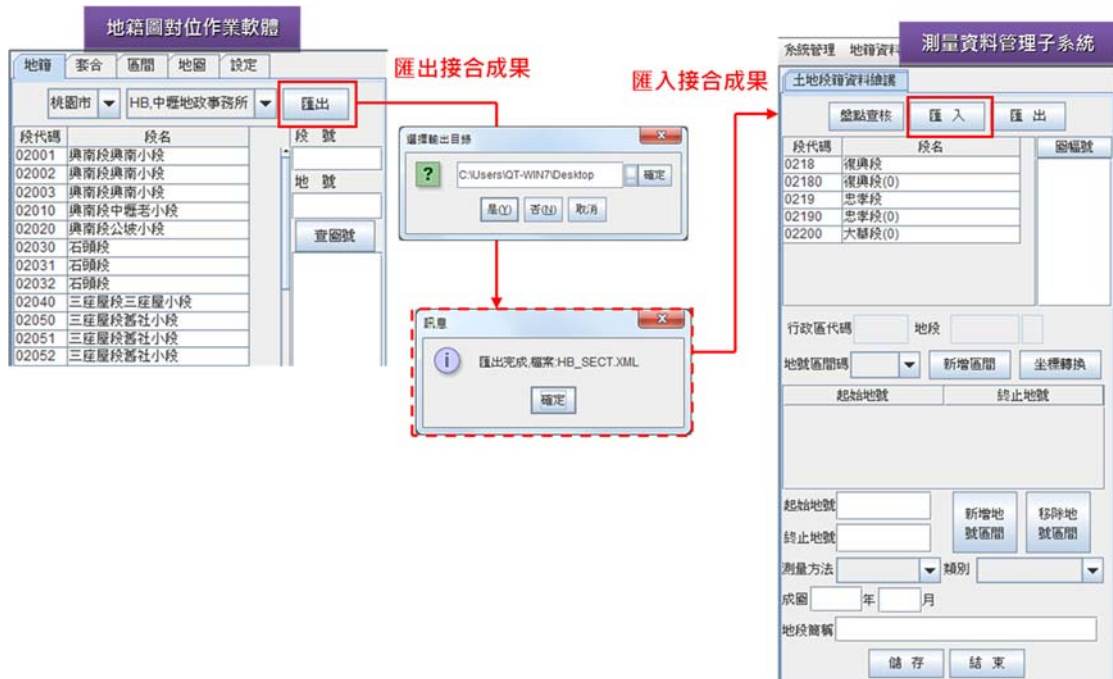 地籍圖對位作業軟體
地籍 套合 區間 地圖 設定
桃園市 HB,中壢地政事務所 匯出
段代碼 段名 段 號
02001 興南段興南小段
02002 興南段興南小段
02003 興南段興南小段
地 號
02010 興南段中壢老小段
02020 興南段公坡小段
查圖號
02030 石頭段
02031 石頭段
02032 石頭段
02040 三座屋段三座屋小段
02050 三座屋段舊社小段
02051 三座屋段舊社小段
02052 三座屋段舊社小段
匯出接合成果
選擇輸出目錄
C:\Users\QT-WIN7\Desktop 確定
是(Y) 否(N) 取消
訊息
匯出完成,檔案:HB_SECT.XML
確定
匯入接合成果
測量資料管理子系統
系統管理 地籍資料
土地段籍資料維護
盤點查核 匯 入 匯 出
段代碼 段名 圖幅號
0218 復興段
02180 復興段(0)
0219 忠孝段
02190 忠孝段(0)
02200 大華段(0)
行政區代碼 地段
地號區間碼 新增區間 坐標轉換
起始地號 終止地號
起始地號
終止地號
新增地號區間
移除地號區間
測量方法 類別
成圖 年 月
地段簡稱
儲 存 結 束